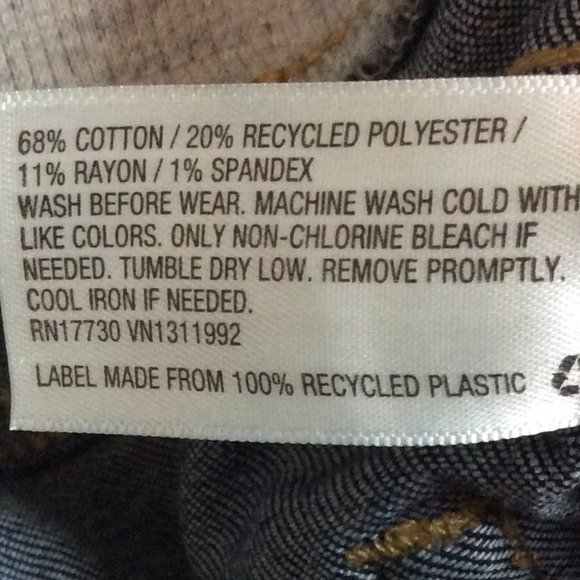 68% COTTON / 20% RECYCLED POLYESTER /
11% RAYON / 1% SPANDEX
WASH BEFORE WEAR. MACHINE WASH COLD WITH
LIKE COLORS. ONLY NON-CHLORINE BLEACH IF
NEEDED. TUMBLE DRY LOW. REMOVE PROMPTLY.
COOL IRON IF NEEDED.
RN17730 VN1311992
LABEL MADE FROM 100% RECYCLED PLASTIC